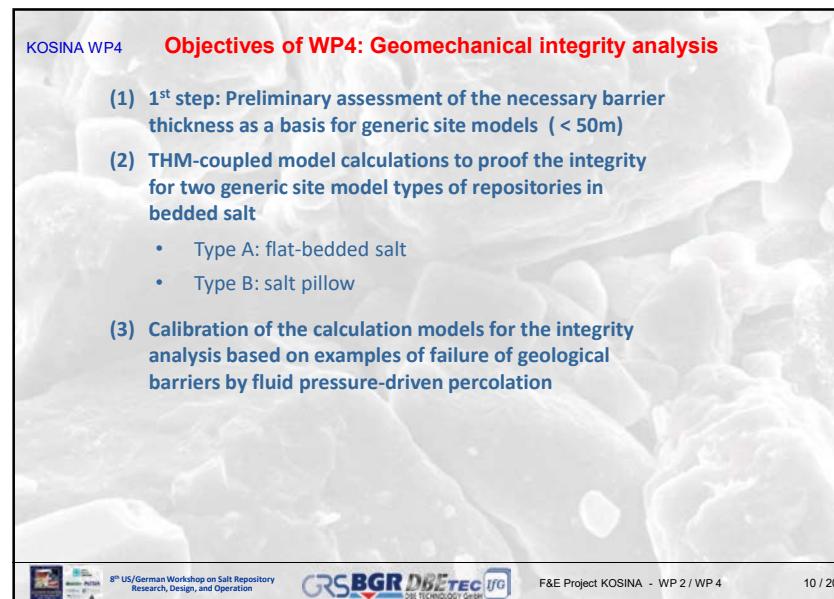 KOSINA WP4 Objectives of WP4: Geomechanical integrity analysis
(1) 1st step: Preliminary assessment of the necessary barrier
thickness as a basis for generic site models ( < 50m)
(2) THM-coupled model calculations to proof the integrity
for two generic site model types of repositories in
bedded salt
• Type A: flat-bedded salt
• Type B: salt pillow
(3) Calibration of the calculation models for the integrity
analysis based on examples of failure of geological
barriers by fluid pressure-driven percolation
8th US/German Workshop on Salt Repository
Research, Design, and Operation
GRS BGR DBE TEC IfG
DBE TECHNOLOGY GmbH
F&E Project KOSINA - WP 2 / WP 4
10 / 20